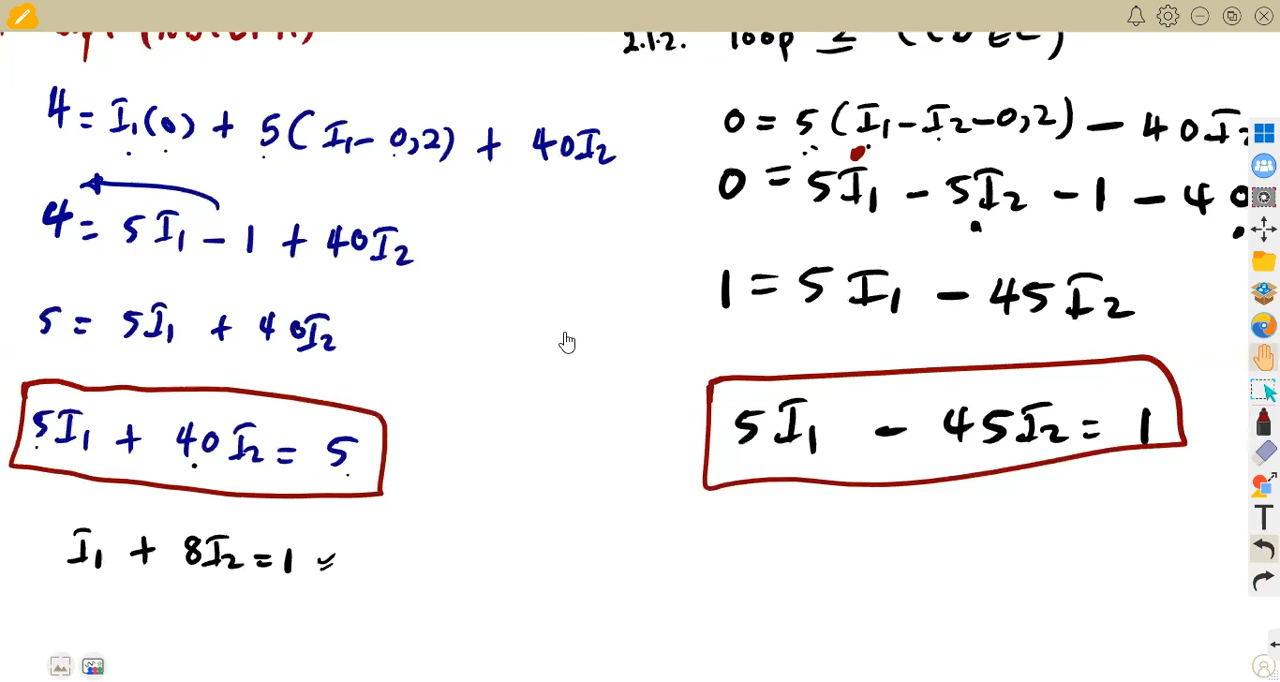 4 = I₁(0) + 5(I₁ - 0,2) + 40I₂
4 = 5I₁ - 1 + 40I₂
5 = 5I₁ + 40I₂
5I₁ + 40I₂ = 5
I₁ + 8I₂ = 1
2.1.2. loop 2
0 = 5(I₁ - I₂ - 0,2) - 40I₂
0 = 5I₁ - 5I₂ - 1 - 40
1 = 5I₁ - 45I₂
5I₁ - 45I₂ = 1